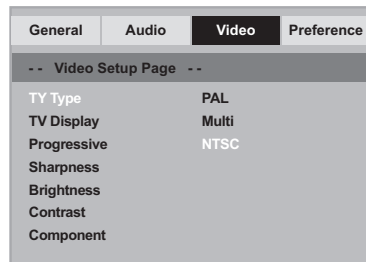 General Audio Video Preference
- - Video Setup Page - -
TY Type PAL
TV Display Multi
Progressive NTSC
Sharpness
Brightness
Contrast
Component